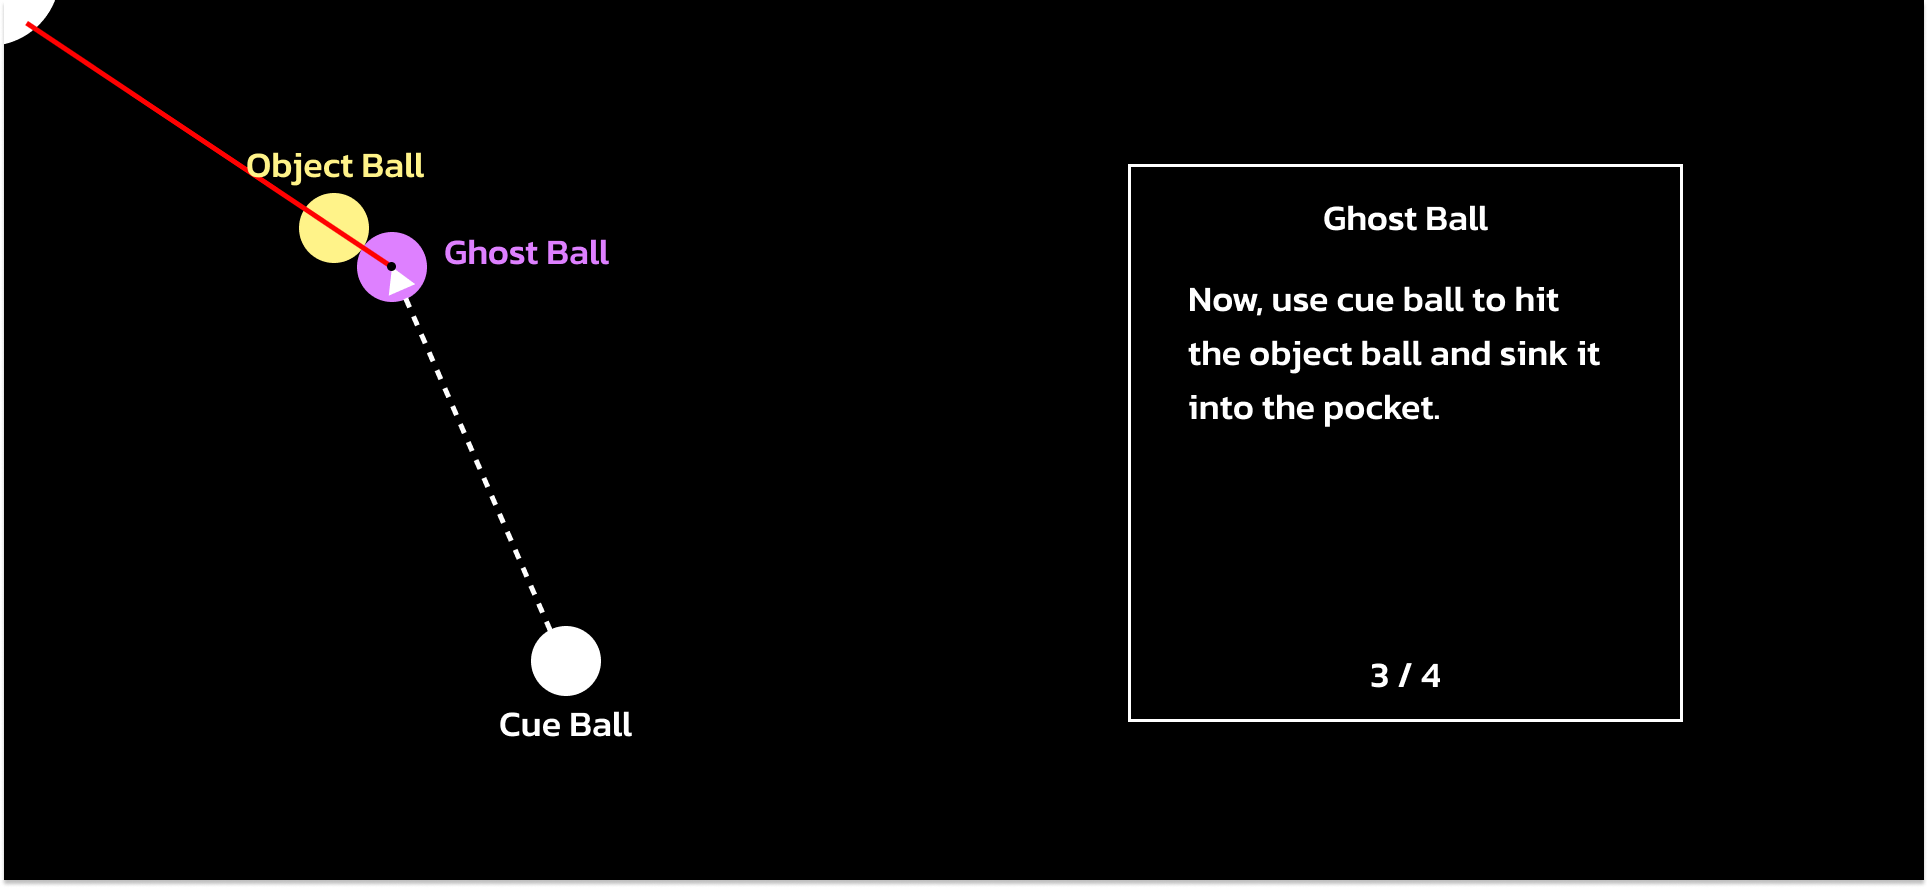 Object Ball
Ghost Ball
Cue Ball
Ghost Ball
Now, use cue ball to hit
the object ball and sink it
into the pocket.
3 / 4